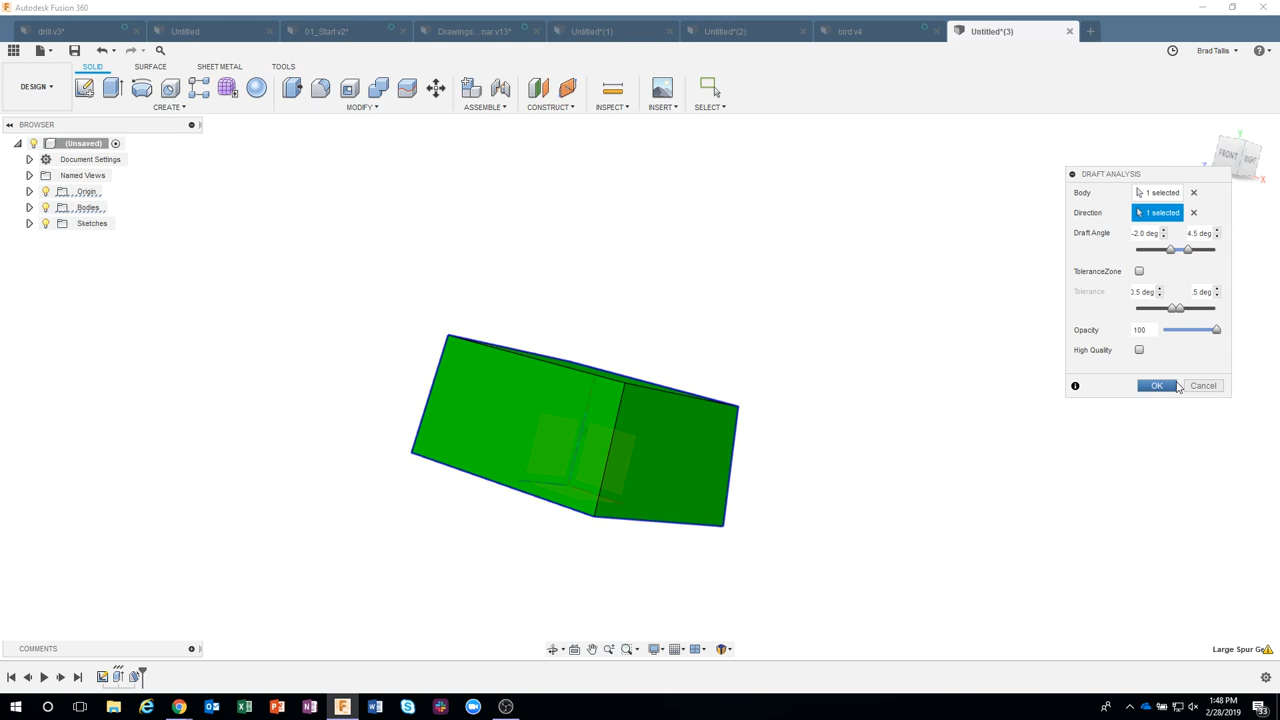 Autodesk Fusion 360
drill v3*
Untitled
01_Start v2*
Drawings ...nar v13*
Untitled*(1)
Untitled*(2)
bird v4
Untitled*(3)
Brad Tallis
SOLID SURFACE SHEET METAL TOOLS
DESIGN
CREATE MODIFY ASSEMBLE CONSTRUCT INSPECT INSERT SELECT
BROWSER
(Unsaved)
Document Settings
Named Views
Origin
Bodies
Sketches
FRONT RIGHT
Y
Z
X
DRAFT ANALYSIS
Body 1 selected
Direction 1 selected
Draft Angle -2.0 deg 4.5 deg
ToleranceZone
Tolerance 0.5 deg .5 deg
Opacity 100
High Quality
OK Cancel
COMMENTS
Large Spur Ge
1:48 PM
2/28/2019
33